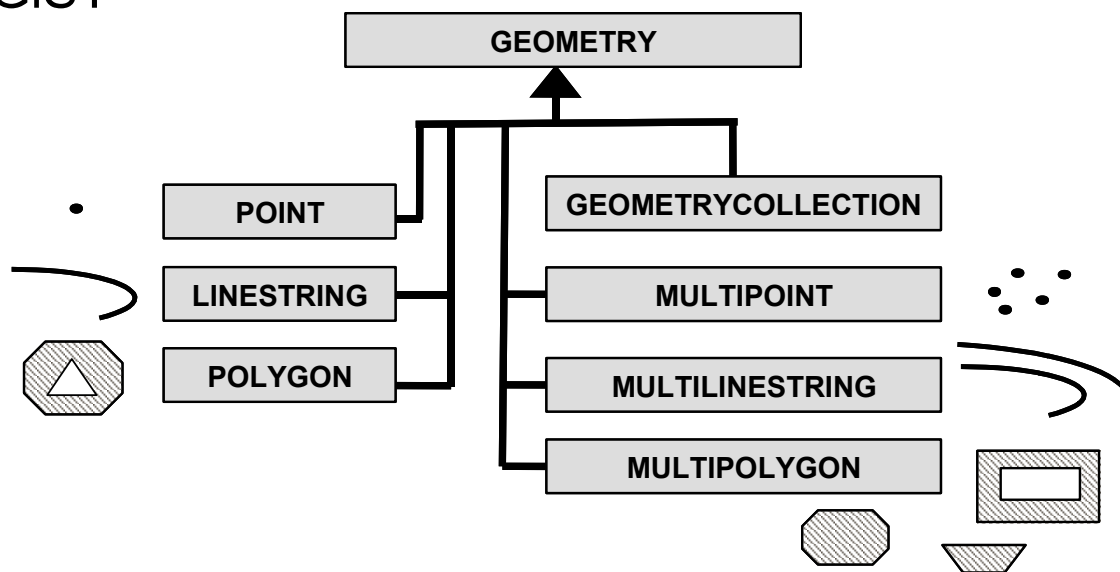 GEOMETRY
POINT
LINESTRING
POLYGON
GEOMETRYCOLLECTION
MULTIPOINT
MULTILINESTRING
MULTIPOLYGON